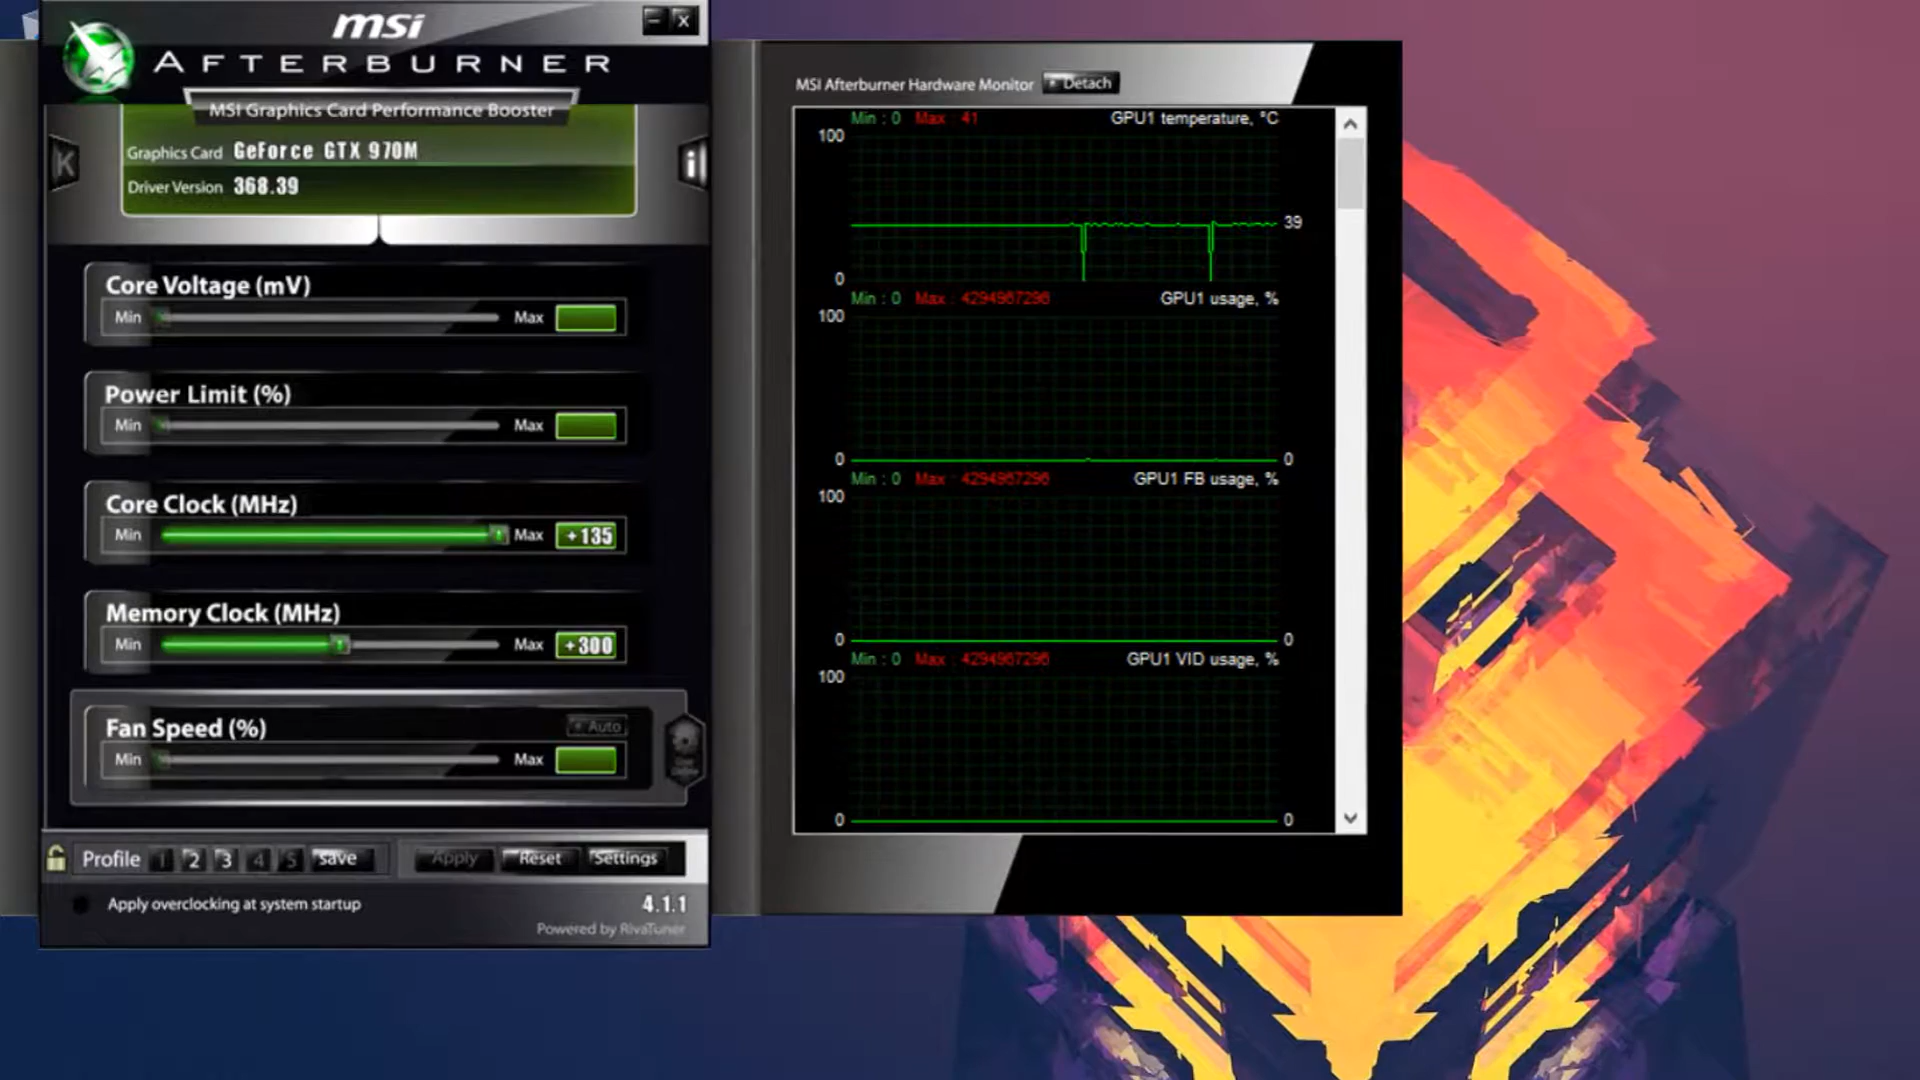 msi
AFTERBURNER
MSI Graphics Card Performance Booster
K
i
Graphics Card GeForce GTX 970M
Driver Version 368.39
Core Voltage (mV)
Min Max
Power Limit (%)
Min Max
Core Clock (MHz)
Min Max +135
Memory Clock (MHz)
Min Max +300
Fan Speed (%) Auto
Min Max
Profile 1 2 3 4 5 save Apply Reset Settings
Apply overclocking at system startup 4.1.1
Powered by RivaTuner
MSI Afterburner Hardware Monitor Detach
Min : 0 Max : 41 GPU1 temperature, °C
100
39
0
Min : 0 Max : 4294967296 GPU1 usage, %
100
0 0
Min : 0 Max : 4294967296 GPU1 FB usage, %
100
0 0
Min : 0 Max : 4294967296 GPU1 VID usage, %
100
0 0